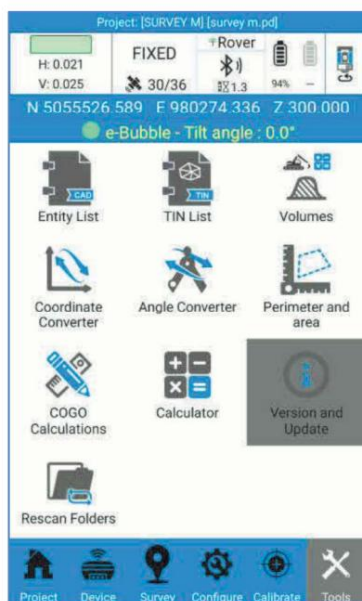 Project: [SURVEY M] [survey m.pd]
H: 0.021
V: 0.025
FIXED
30/36
Rover
1.3
94%
--
N 5055526.589 E 980274.336 Z 300.000
e-Bubble - Tilt angle : 0.0°
CAD
Entity List
TIN
TIN List
Volumes
Coordinate
Converter
Angle Converter
Perimeter and
area
COGO
Calculations
Calculator
Version and
Update
Rescan Folders
Project Device Survey Configure Calibrate Tools